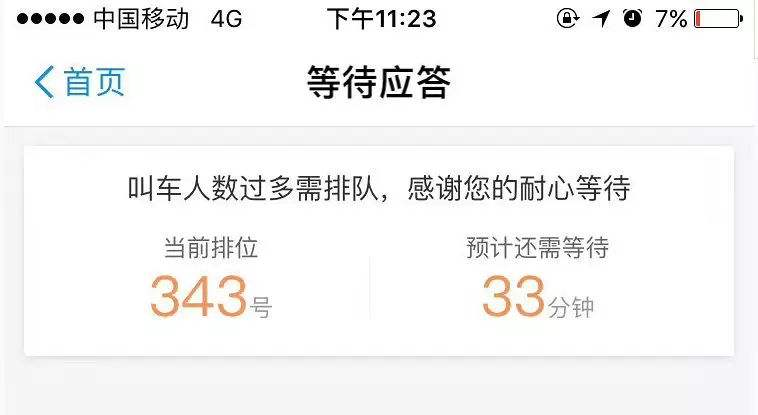 中国移动 4G 下午11:23 7%
首页 等待应答
叫车人数过多需排队，感谢您的耐心等待
当前排位 预计还需等待
343号 33分钟